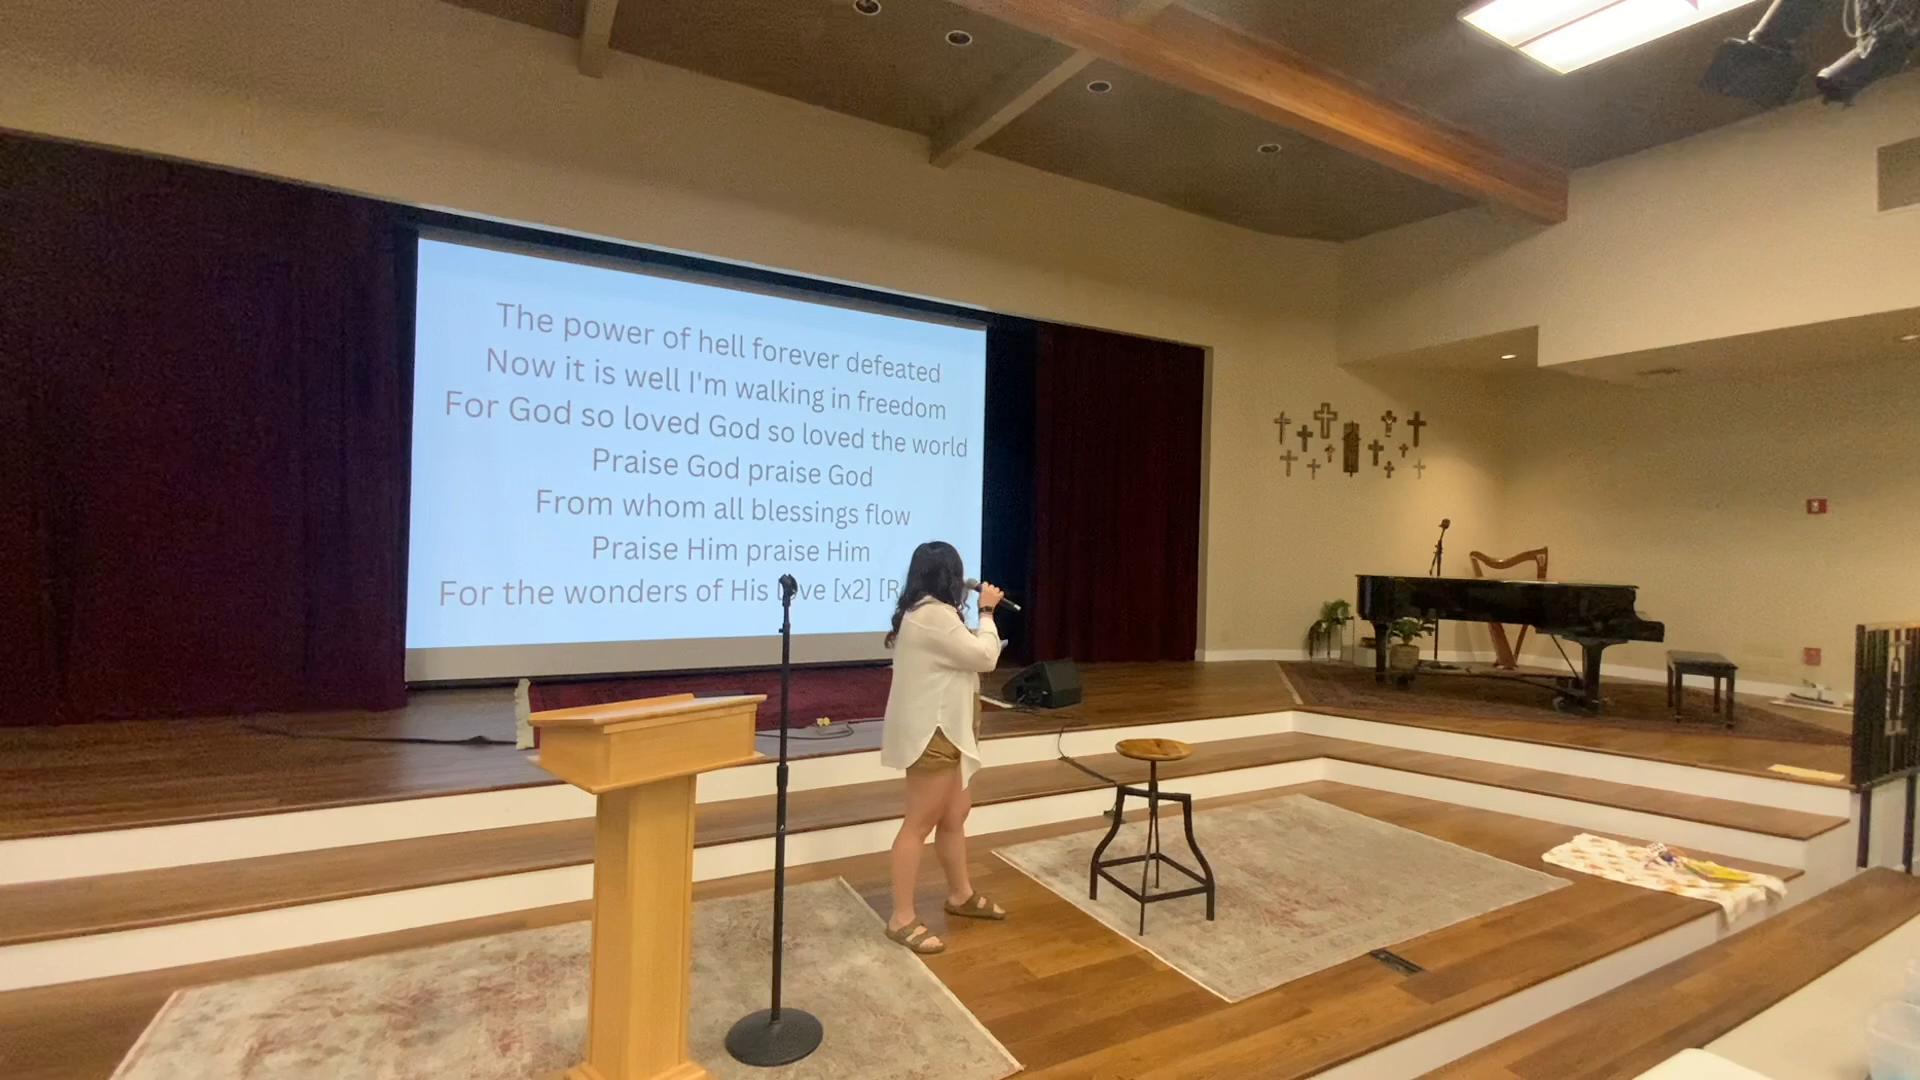 The power of hell forever defeated
Now it is well I'm walking in freedom
For God so loved God so loved the world
Praise God praise God
From whom all blessings flow
Praise Him praise Him
For the wonders of His love [x2] [R